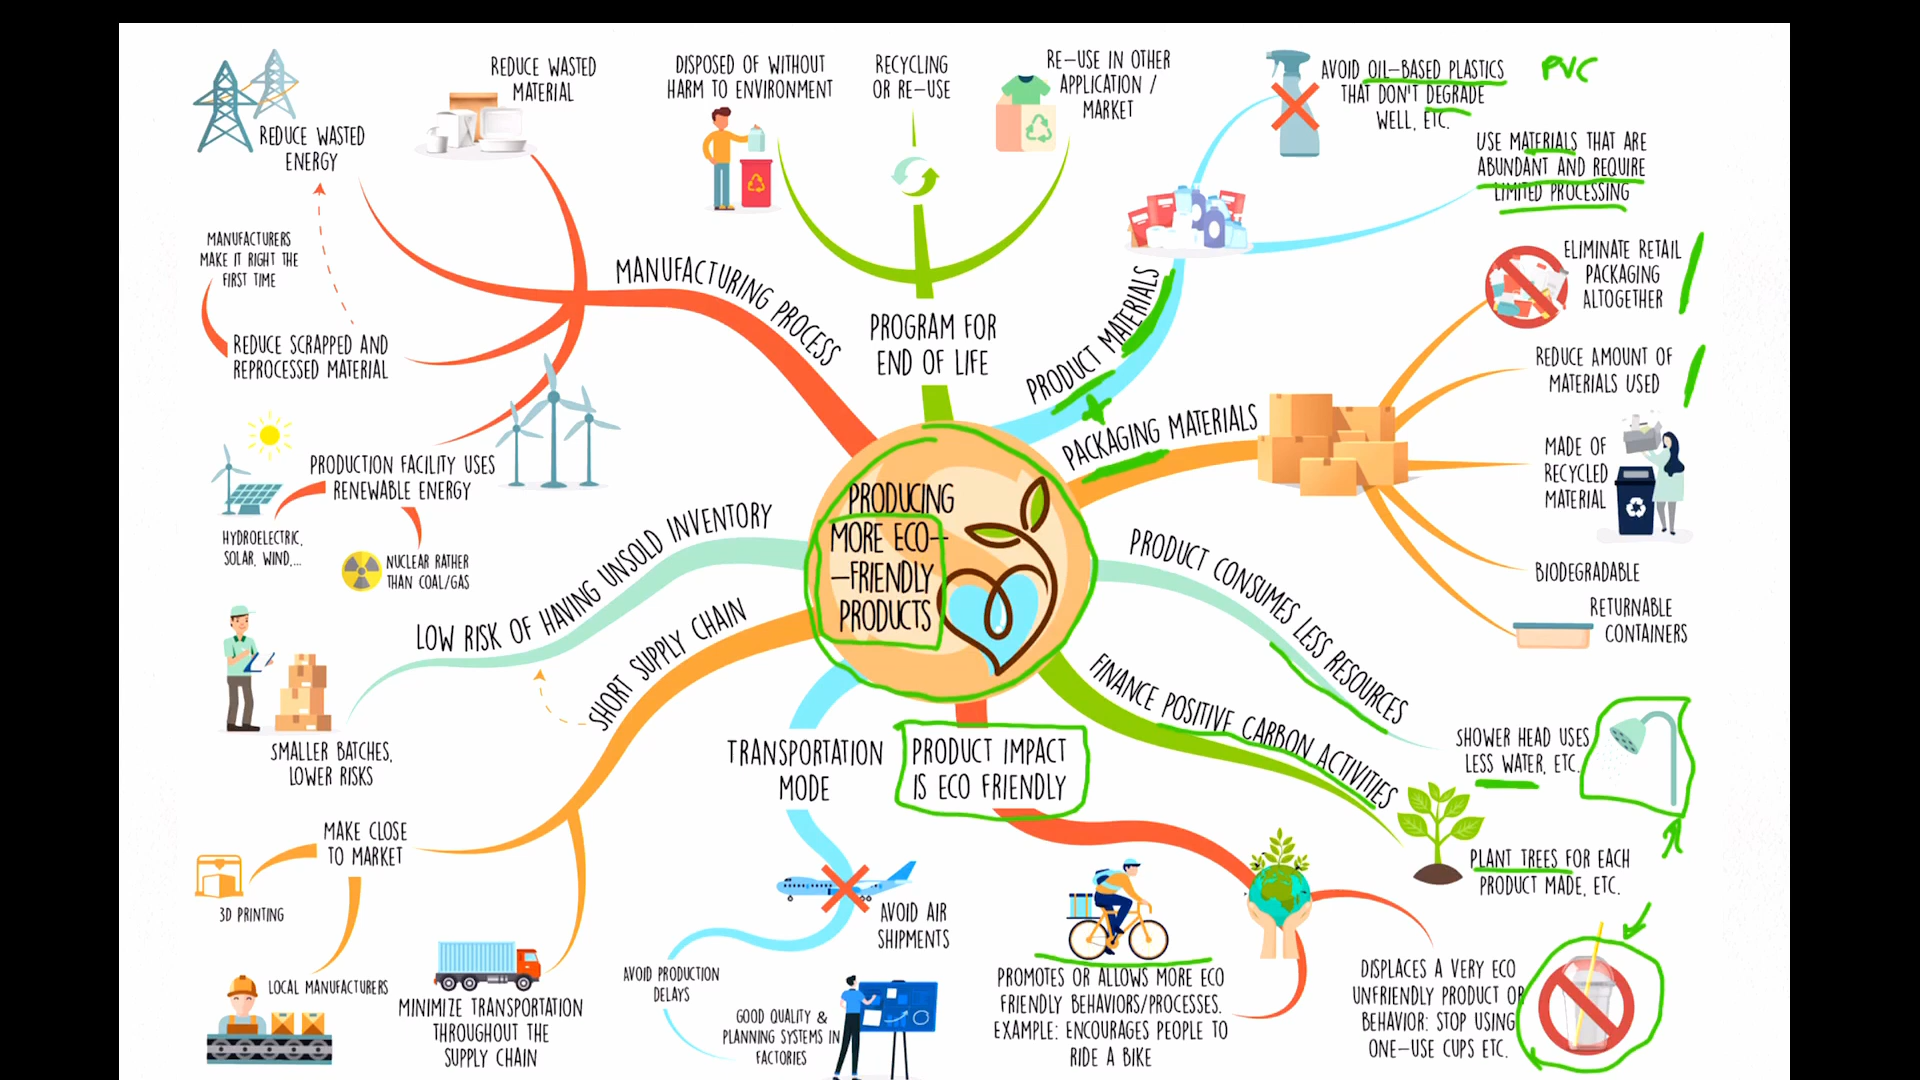 REDUCE WASTED
ENERGY
REDUCE WASTED
MATERIAL
MANUFACTURERS
MAKE IT RIGHT THE
FIRST TIME
REDUCE SCRAPPED AND
REPROCESSED MATERIAL
PRODUCTION FACILITY USES
RENEWABLE ENERGY
HYDROELECTRIC,
SOLAR, WIND,...
NUCLEAR RATHER
THAN COAL/GAS
MANUFACTURING PROCESS
DISPOSED OF WITHOUT
HARM TO ENVIRONMENT
RECYCLING
OR RE-USE
RE-USE IN OTHER
APPLICATION /
MARKET
PROGRAM FOR
END OF LIFE
AVOID OIL-BASED PLASTICS
THAT DON'T DEGRADE
WELL, ETC.
PVC
USE MATERIALS THAT ARE
ABUNDANT AND REQUIRE
LIMITED PROCESSING
PRODUCT MATERIALS
PACKAGING MATERIALS
ELIMINATE RETAIL
PACKAGING
ALTOGETHER
REDUCE AMOUNT OF
MATERIALS USED
MADE OF
RECYCLED
MATERIAL
BIODEGRADABLE
RETURNABLE
CONTAINERS
PRODUCING
MORE ECO-
-FRIENDLY
PRODUCTS
LOW RISK OF HAVING UNSOLD INVENTORY
SMALLER BATCHES,
LOWER RISKS
SHORT SUPPLY CHAIN
MAKE CLOSE
TO MARKET
3D PRINTING
LOCAL MANUFACTURERS
MINIMIZE TRANSPORTATION
THROUGHOUT THE
SUPPLY CHAIN
TRANSPORTATION
MODE
AVOID AIR
SHIPMENTS
AVOID PRODUCTION
DELAYS
GOOD QUALITY &
PLANNING SYSTEMS IN
FACTORIES
PRODUCT IMPACT
IS ECO FRIENDLY
PROMOTES OR ALLOWS MORE ECO
FRIENDLY BEHAVIORS/PROCESSES.
EXAMPLE: ENCOURAGES PEOPLE TO
RIDE A BIKE
DISPLACES A VERY ECO
UNFRIENDLY PRODUCT OR
BEHAVIOR: STOP USING
ONE-USE CUPS ETC.
FINANCE POSITIVE CARBON ACTIVITIES
PLANT TREES FOR EACH
PRODUCT MADE, ETC.
PRODUCT CONSUMES LESS RESOURCES
SHOWER HEAD USES
LESS WATER, ETC.